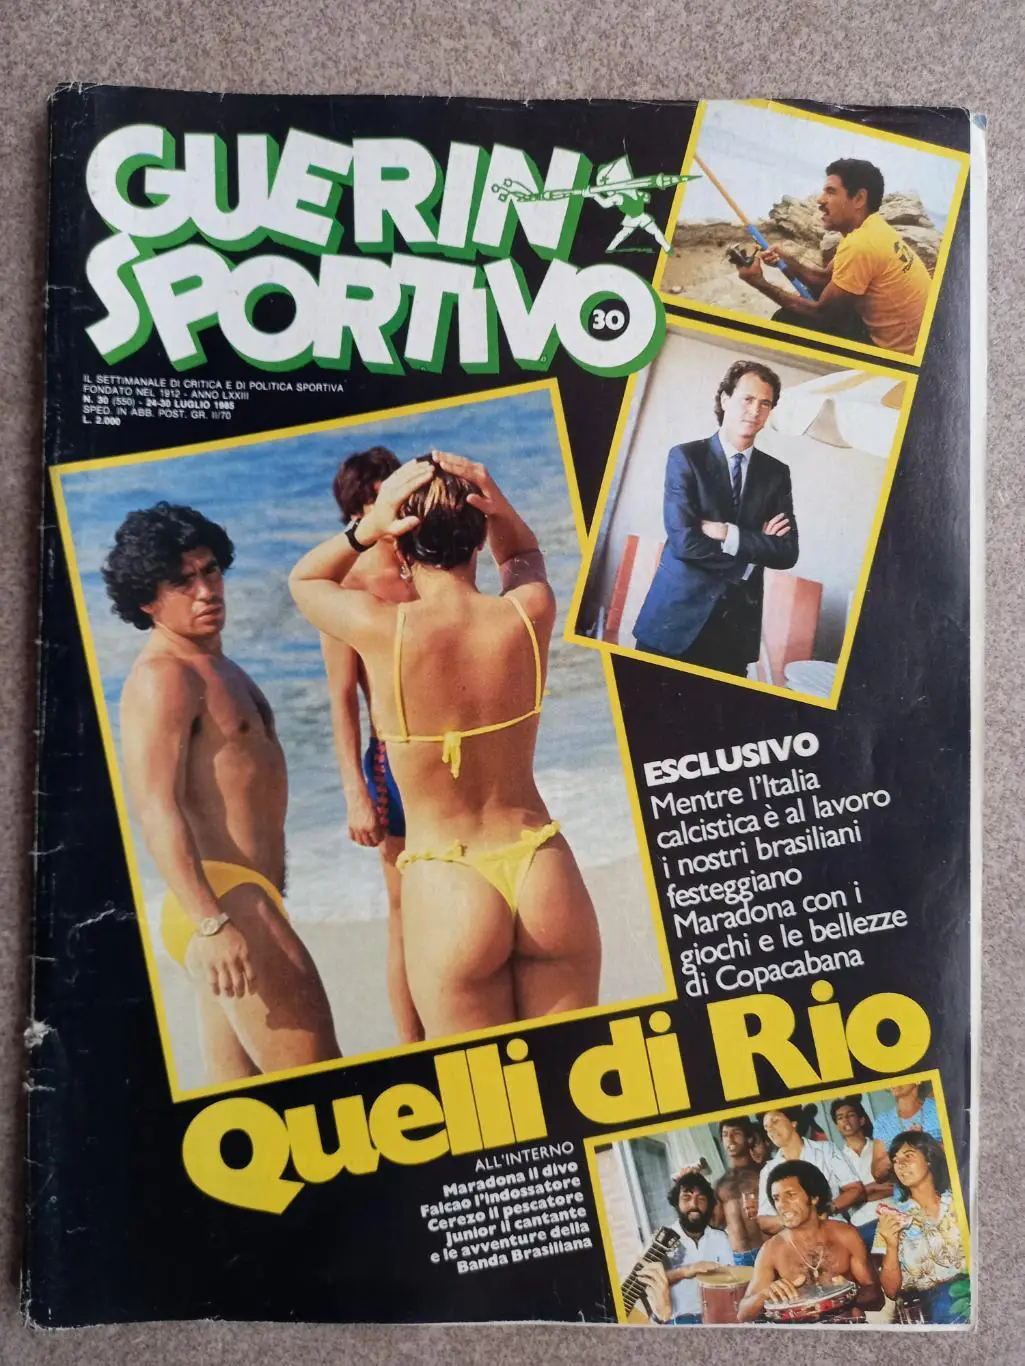 GUERIN
SPORTIVO
30
IL SETTIMANALE DI CRITICA E DI POLITICA SPORTIVA
FONDATO NEL 1912 - ANNO LXXIII
N. 30 (550) - 24-30 LUGLIO 1985
SPED. IN ABB. POST. GR. II/70
L. 2.000
ESCLUSIVO
Mentre l'Italia
calcistica è al lavoro
i nostri brasiliani
festeggiano
Maradona con i
giochi e le bellezze
di Copacabana
Quelli di Rio
ALL'INTERNO
Maradona il divo
Falcao l'indossatore
Cerezo il pescatore
Junior il cantante
e le avventure della
Banda Brasiliana